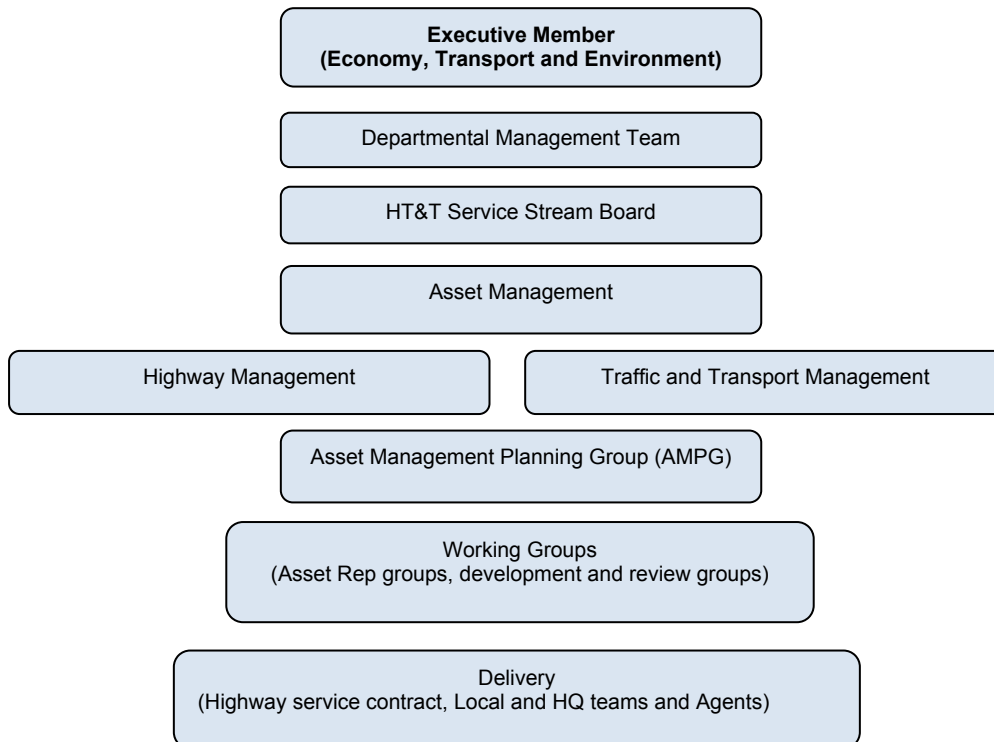 Executive Member
(Economy, Transport and Environment)
Departmental Management Team
HT&T Service Stream Board
Asset Management
Highway Management
Traffic and Transport Management
Asset Management Planning Group (AMPG)
Working Groups
(Asset Rep groups, development and review groups)
Delivery
(Highway service contract, Local and HQ teams and Agents)